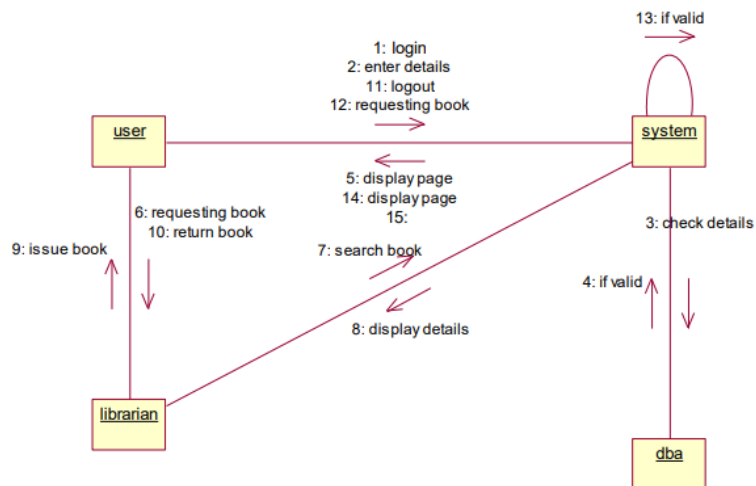 13: if valid
1: login
2: enter details
11: logout
12: requesting book
user
system
5: display page
14: display page
15:
6: requesting book
10: return book
9: issue book
7: search book
3: check details
4: if valid
8: display details
librarian
dba